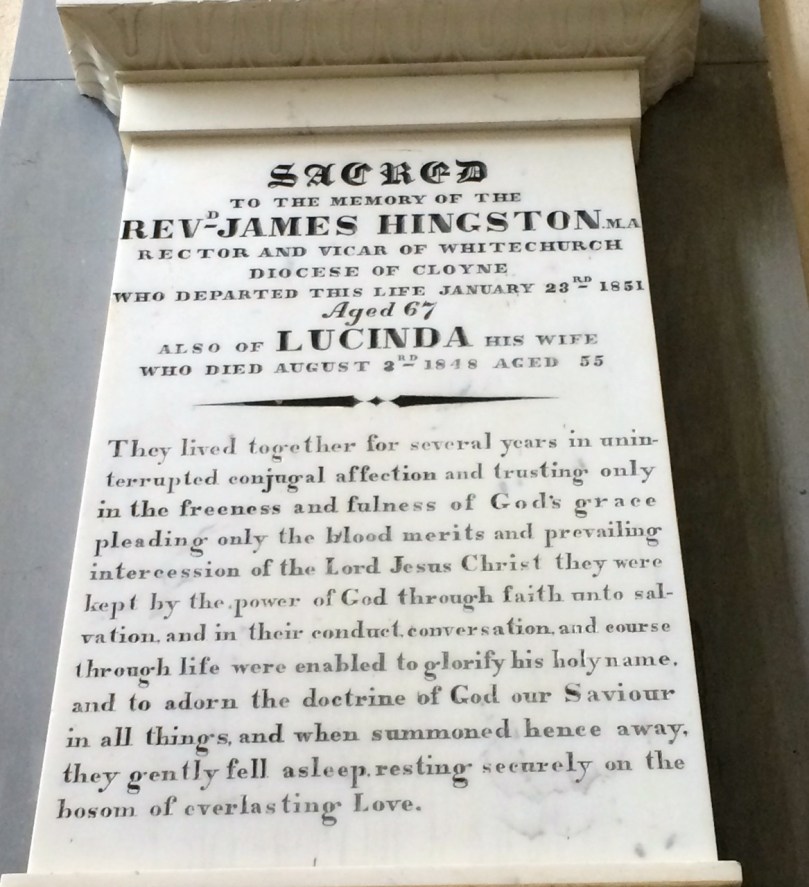 SACRED
TO THE MEMORY OF THE
REVD JAMES HINGSTON. M.A
RECTOR AND VICAR OF WHITECHURCH
DIOCESE OF CLOYNE
WHO DEPARTED THIS LIFE JANUARY 23RD 1851
Aged 67
ALSO OF LUCINDA HIS WIFE
WHO DIED AUGUST 3RD 1848 AGED 55
They lived together for several years in unin-
terrupted conjugal affection and trusting only
in the freeness and fulness of God's grace
pleading only the blood merits and prevailing
intercession of the Lord Jesus Christ they were
kept by the power of God through faith unto sal-
vation, and in their conduct, conversation, and course
through life were enabled to glorify his holy name,
and to adorn the doctrine of God our Saviour
in all things, and when summoned hence away,
they gently fell asleep, resting securely on the
bosom of everlasting Love.